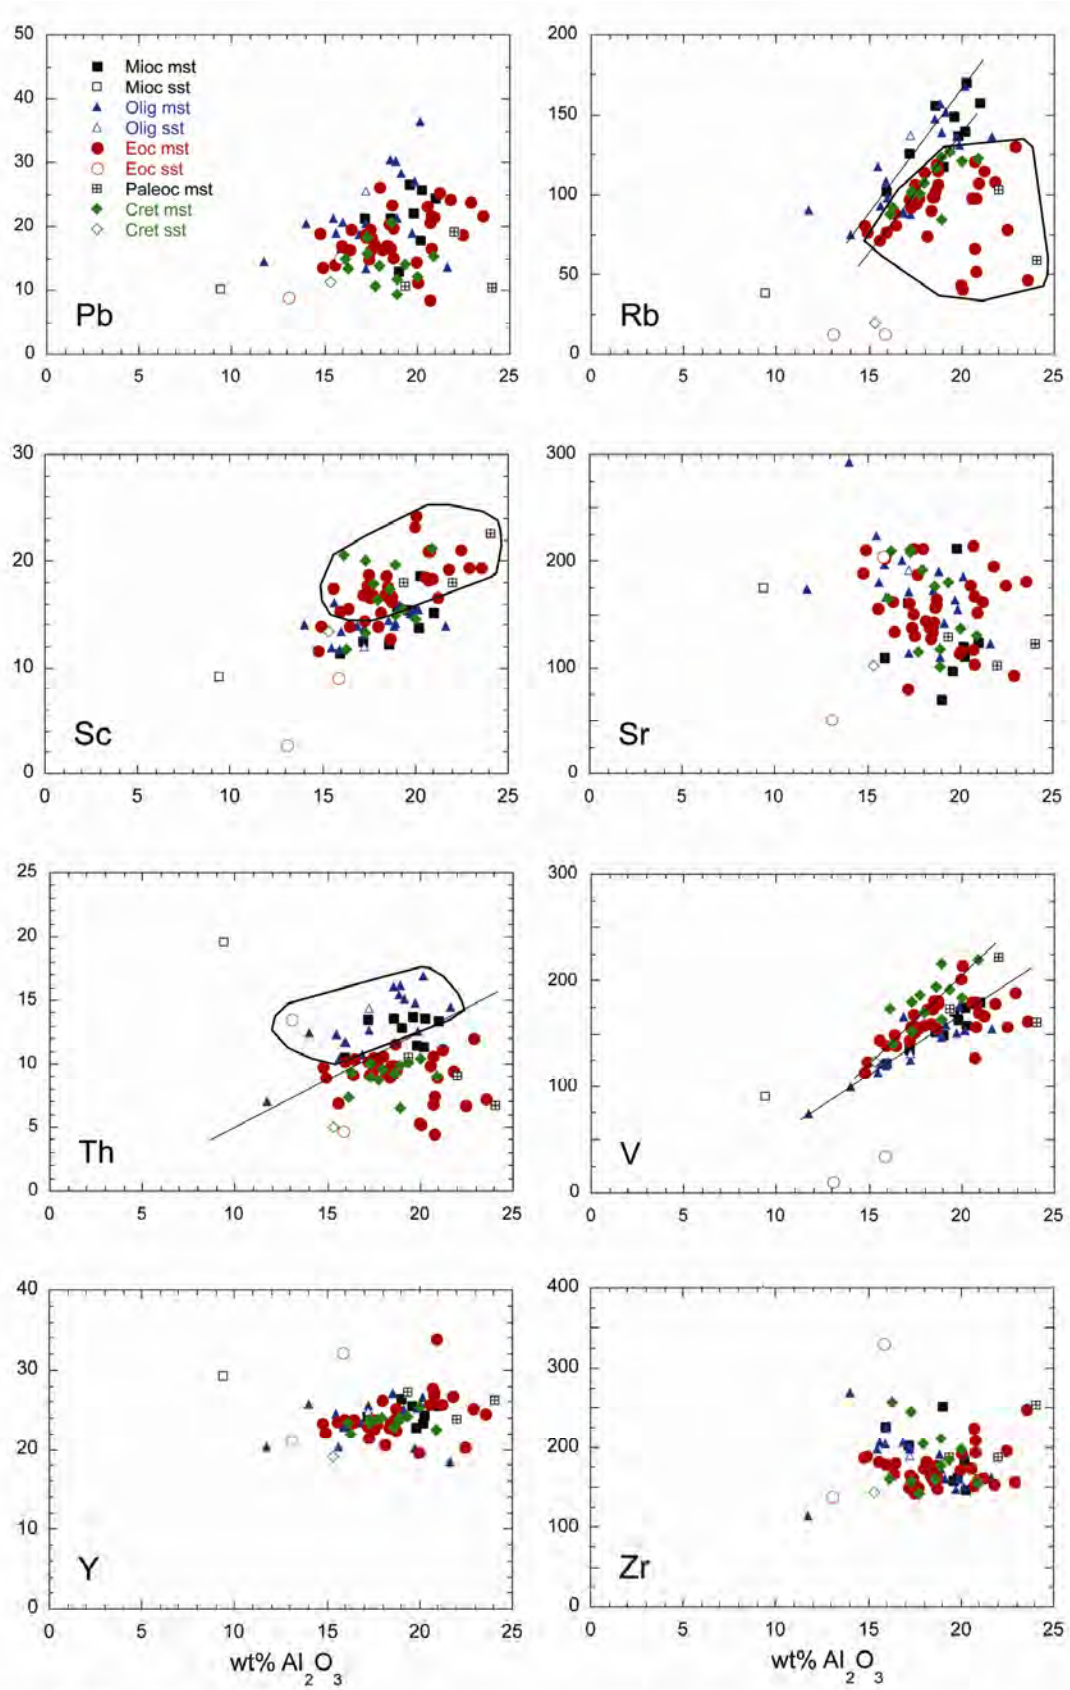 50
40
30
20
10
0
Mioc mst
Mioc sst
Olig mst
Olig sst
Eoc mst
Eoc sst
Paleoc mst
Cret mst
Cret sst
Pb
0 5 10 15 20 25
200
150
100
50
0
Rb
0 5 10 15 20 25
30
20
10
0
Sc
0 5 10 15 20 25
300
200
100
0
Sr
0 5 10 15 20 25
25
20
15
10
5
0
Th
0 5 10 15 20 25
300
200
100
0
V
0 5 10 15 20 25
40
30
20
10
0
Y
0 5 10 15 20 25
wt% Al2O3
400
300
200
100
0
Zr
0 5 10 15 20 25
wt% Al2O3